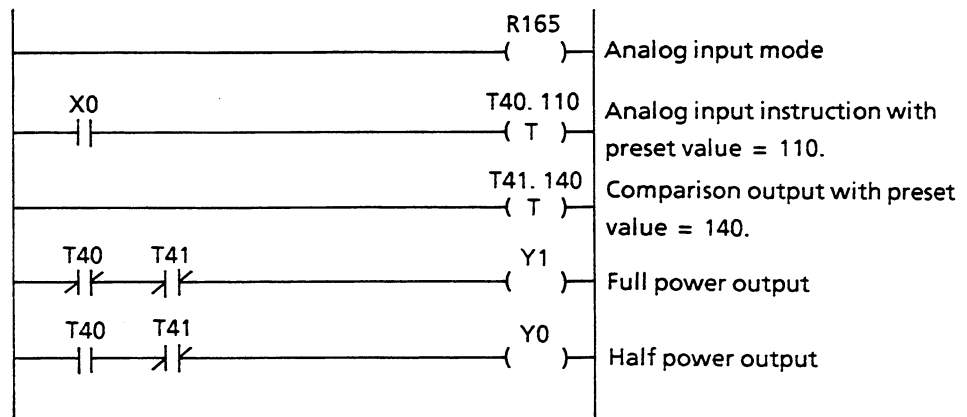 R165
Analog input mode
X0
T40. 110
T
Analog input instruction with
preset value = 110.
T41. 140
T
Comparison output with preset
value = 140.
T40 T41
Y1
Full power output
T40 T41
Y0
Half power output